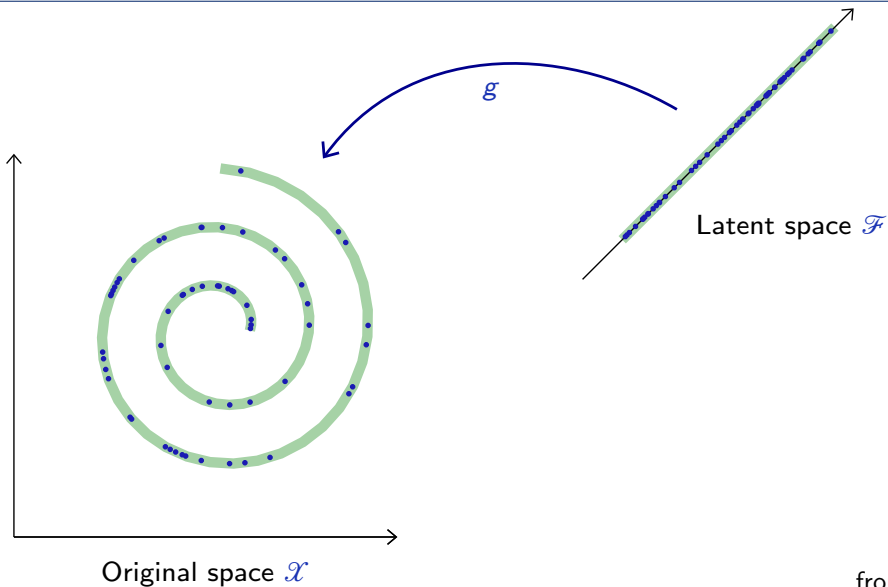 g
Latent space ℱ
Original space 𝒳
fro